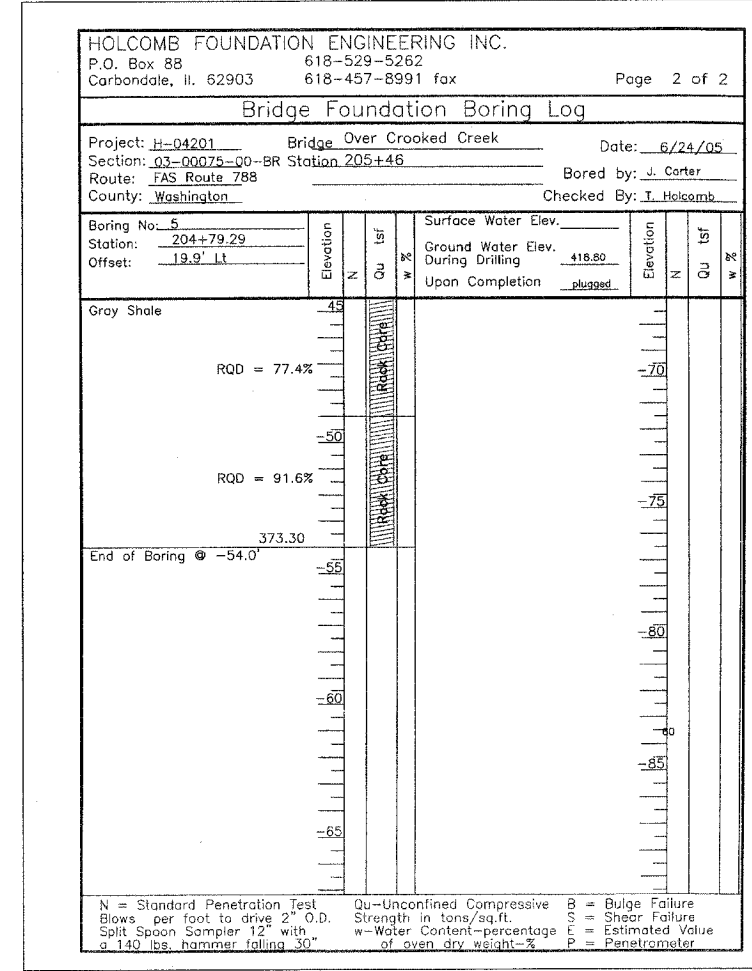 HOLCOMB FOUNDATION ENGINEERING INC.
P.O. Box 88 618-529-5262
Carbondale, Il. 62903 618-457-8991 fax Page 2 of 2
Bridge Foundation Boring Log
Project: H-04201 Bridge Over Crooked Creek Date: 6/24/05
Section: 03-00075-00-BR Station 205+46
Route: FAS Route 788 Bored by: J. Carter
County: Washington Checked By: T. Holcomb
Boring No: 5
Station: 204+79.29
Offset: 19.9' Lt
Elevation
N
Qu tsf
w %
Surface Water Elev.
Ground Water Elev.
During Drilling 418.80
Upon Completion plugged
Elevation
N
Qu tsf
w %
Gray Shale
45
Rock Core
RQD = 77.4%
-50
Rock Core
RQD = 91.6%
373.30
End of Boring @ -54.0'
-55
-60
-65
-70
-75
-80
60
-85
N = Standard Penetration Test
Blows per foot to drive 2" O.D.
Split Spoon Sampler 12" with
a 140 lbs. hammer falling 30"
Qu-Unconfined Compressive
Strength in tons/sq.ft.
w-Water Content-percentage
of oven dry weight-%
B = Bulge Failure
S = Shear Failure
E = Estimated Value
P = Penetrometer